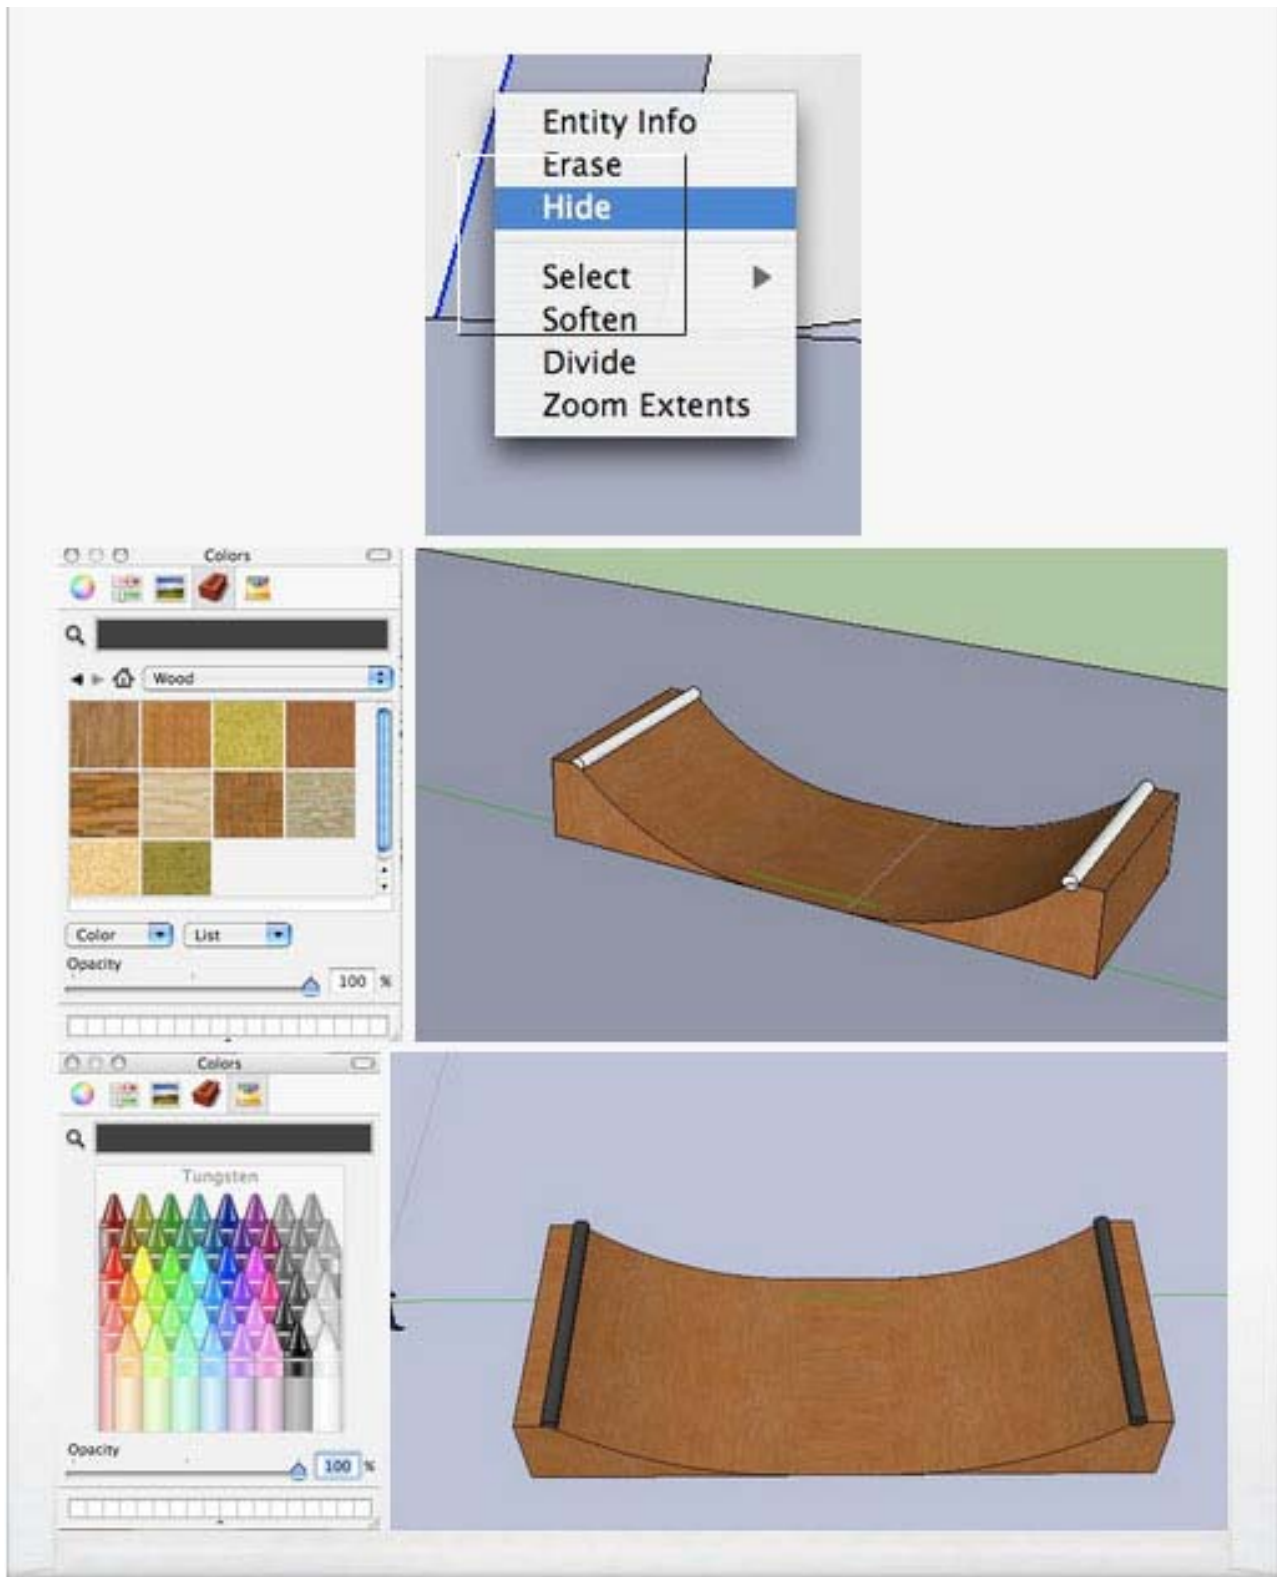 Entity Info
Erase
Hide
Select
Soften
Divide
Zoom Extents
Colors
Wood
Color
List
Opacity
100 %
Colors
Tungsten
Opacity
100 %